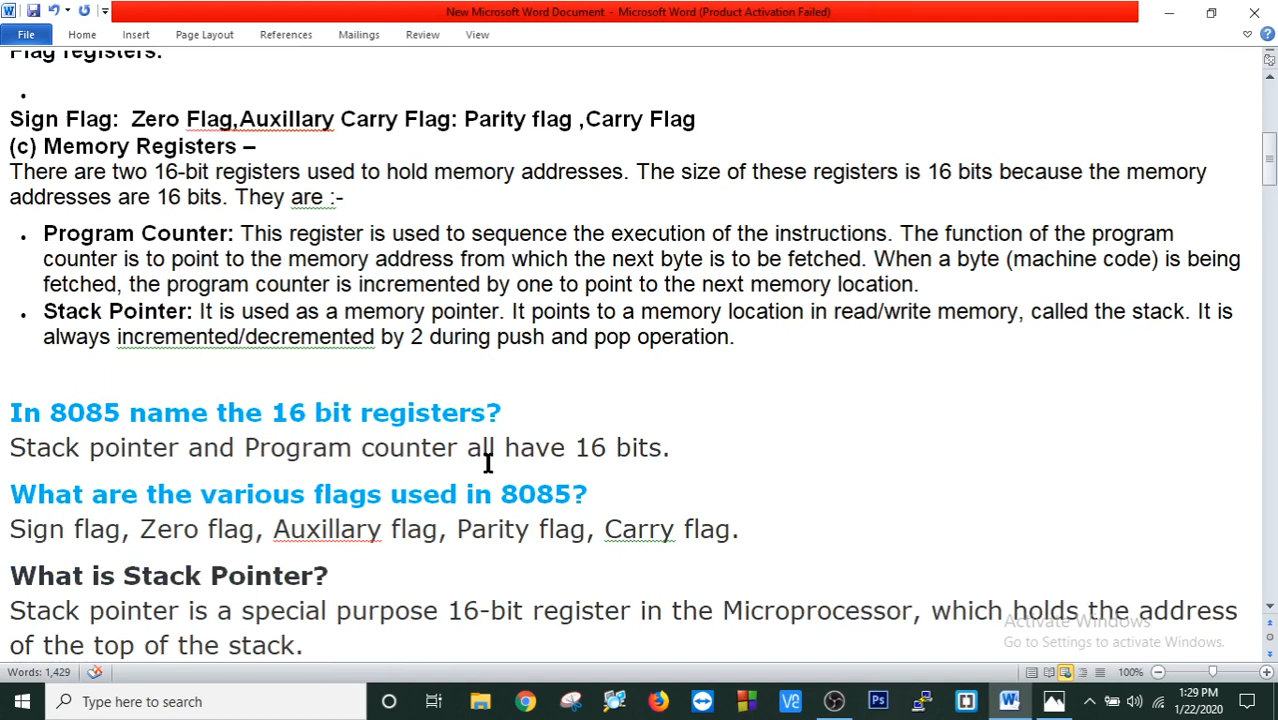 New Microsoft Word Document - Microsoft Word (Product Activation Failed)
File Home Insert Page Layout References Mailings Review View
Flag registers:
•
Sign Flag: Zero Flag,Auxillary Carry Flag: Parity flag ,Carry Flag
(c) Memory Registers –
There are two 16-bit registers used to hold memory addresses. The size of these registers is 16 bits because the memory
addresses are 16 bits. They are :-
• Program Counter: This register is used to sequence the execution of the instructions. The function of the program
counter is to point to the memory address from which the next byte is to be fetched. When a byte (machine code) is being
fetched, the program counter is incremented by one to point to the next memory location.
• Stack Pointer: It is used as a memory pointer. It points to a memory location in read/write memory, called the stack. It is
always incremented/decremented by 2 during push and pop operation.
In 8085 name the 16 bit registers?
Stack pointer and Program counter all have 16 bits.
What are the various flags used in 8085?
Sign flag, Zero flag, Auxillary flag, Parity flag, Carry flag.
What is Stack Pointer?
Stack pointer is a special purpose 16-bit register in the Microprocessor, which holds the address
of the top of the stack.
Activate Windows
Go to Settings to activate Windows.
Words: 1,429 100%
Type here to search
1:29 PM
1/22/2020